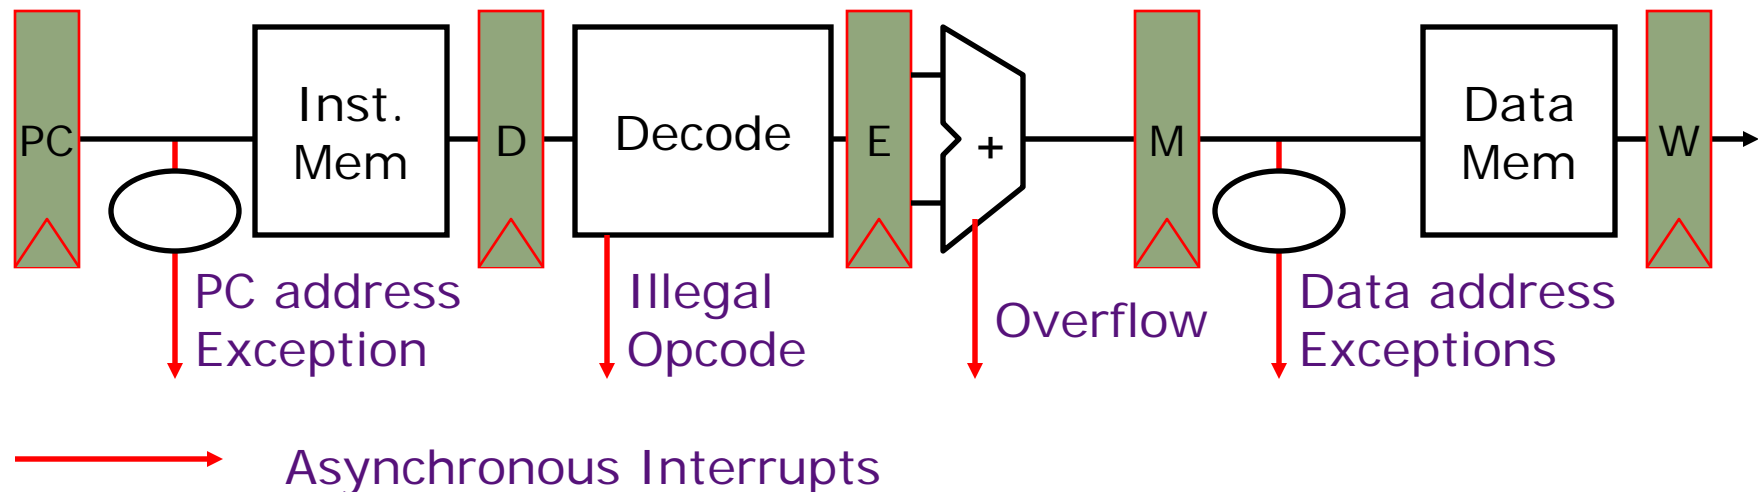 PC
Inst.
Mem
D
Decode
E
+
M
Data
Mem
W
PC address
Exception
Illegal
Opcode
Overflow
Data address
Exceptions
Asynchronous Interrupts